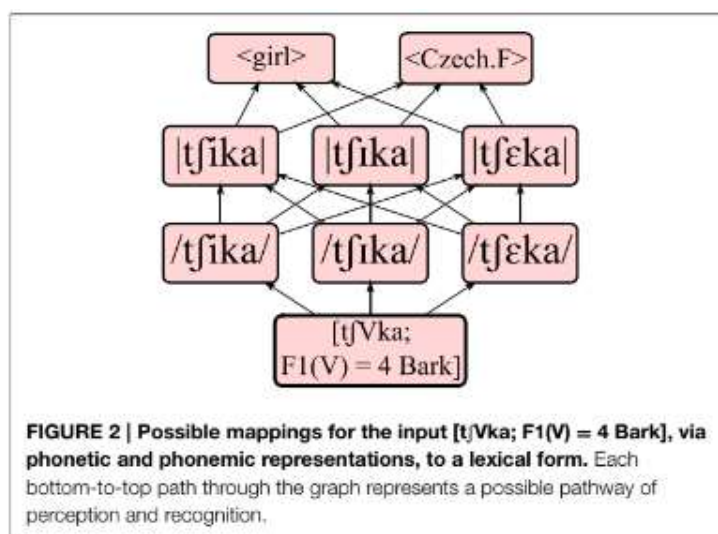 <girl> <Czech.F>
|tʃika| |tʃɪka| |tʃɛka|
/tʃika/ /tʃɪka/ /tʃɛka/
[tʃVka;
F1(V) = 4 Bark]
FIGURE 2 | Possible mappings for the input [tʃVka; F1(V) = 4 Bark], via
phonetic and phonemic representations, to a lexical form. Each
bottom-to-top path through the graph represents a possible pathway of
perception and recognition.